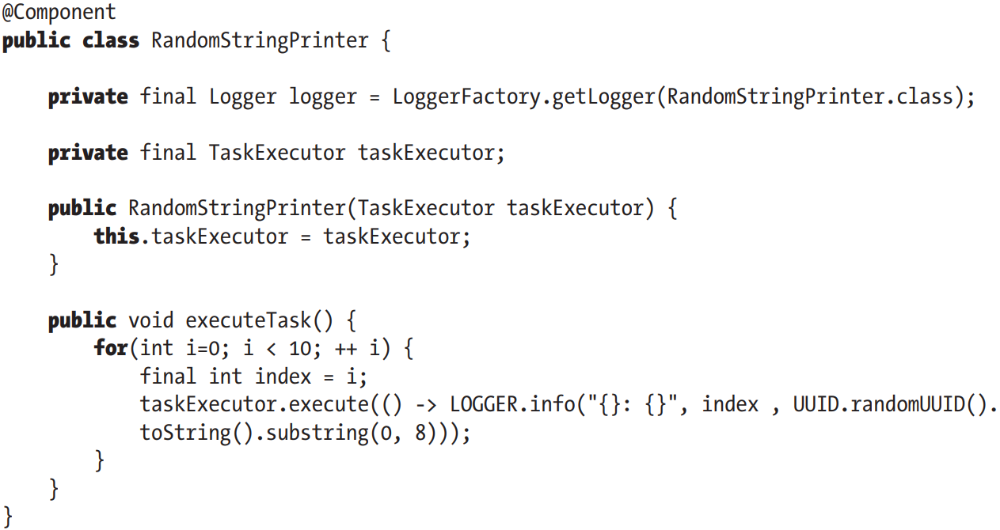 @Component
public class RandomStringPrinter {
private final Logger logger = LoggerFactory.getLogger(RandomStringPrinter.class);
private final TaskExecutor taskExecutor;
public RandomStringPrinter(TaskExecutor taskExecutor) {
this.taskExecutor = taskExecutor;
}
public void executeTask() {
for(int i=0; i < 10; ++ i) {
final int index = i;
taskExecutor.execute(() -> LOGGER.info("{}: {}", index , UUID.randomUUID().
toString().substring(0, 8)));
}
}
}